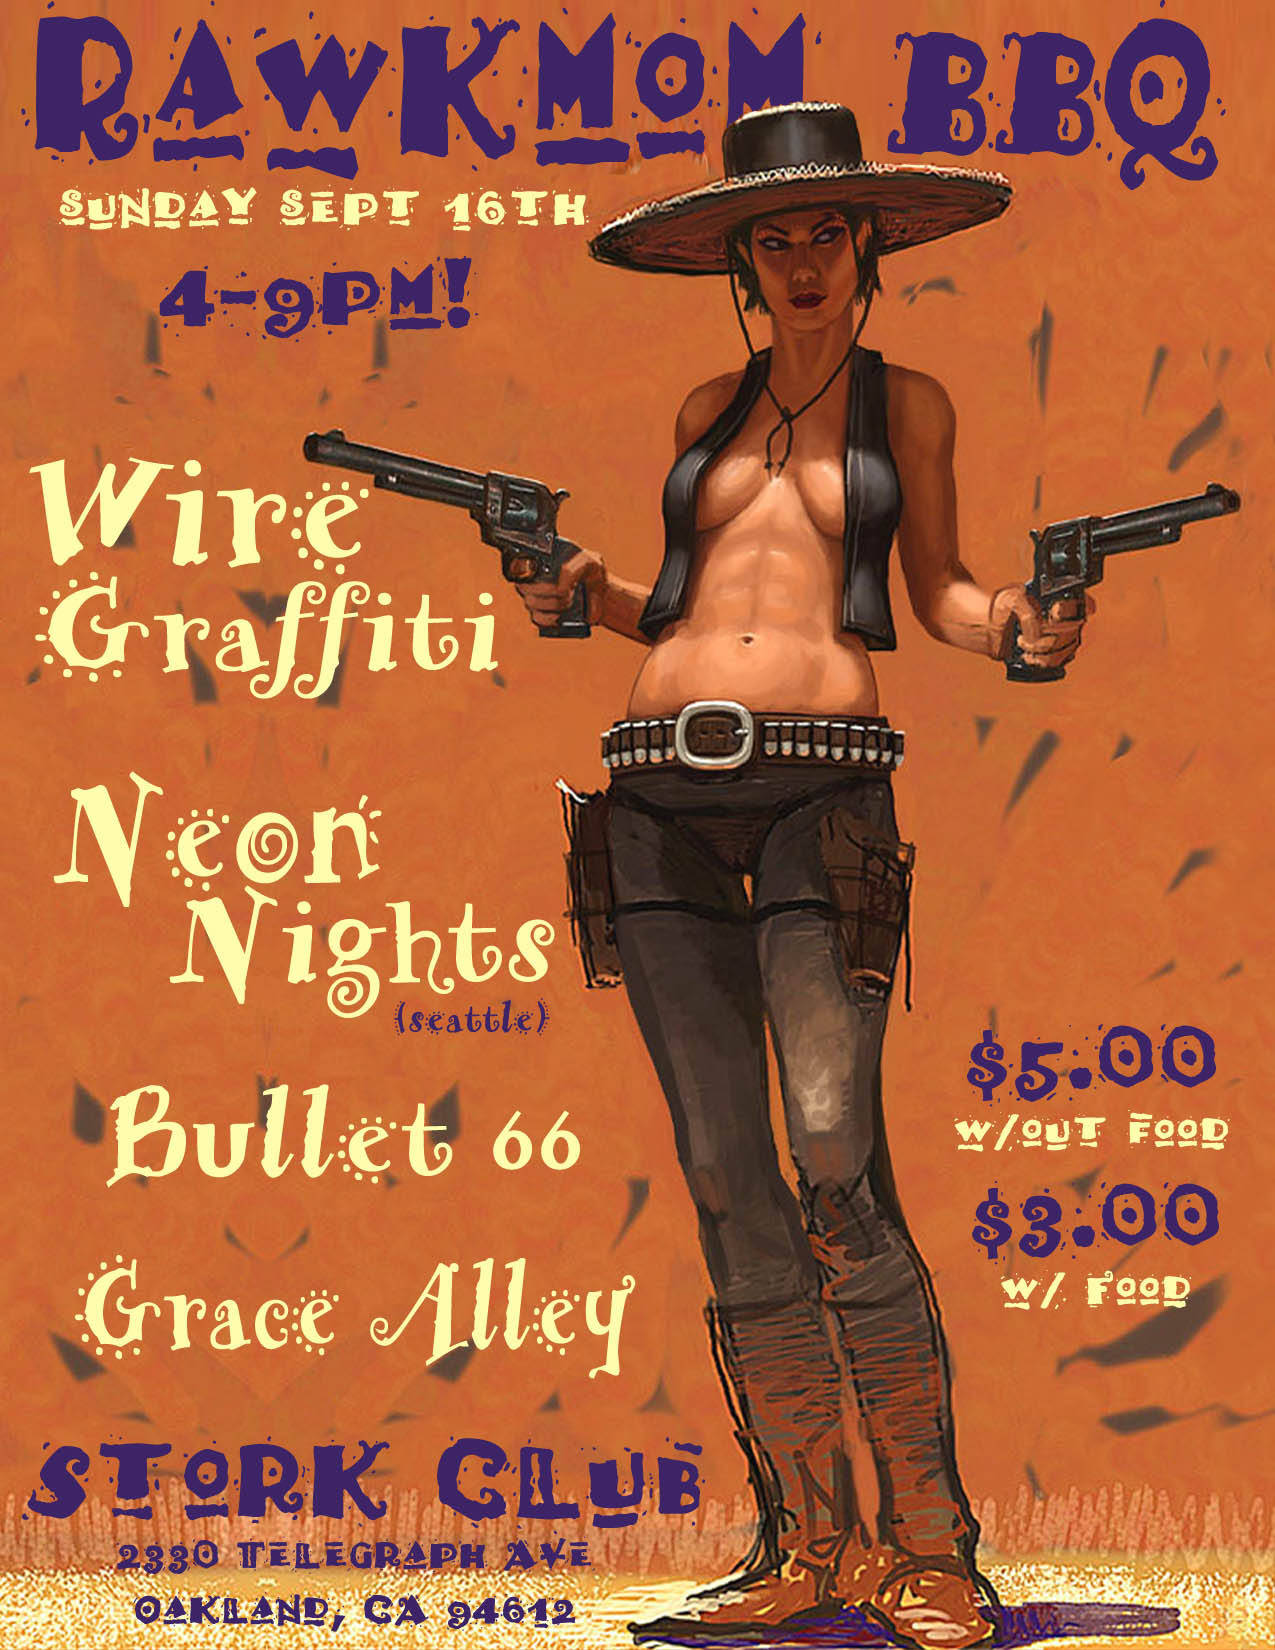 RAWKMOM BBQ
SUNDAY SEPT 16TH
4-9PM!
Wire
Graffiti
Neon
Nights
(seattle)
Bullet 66
Grace Alley
$5.00
W/OUT FOOD
$3.00
W/ FOOD
STORK CLUB
2330 TELEGRAPH AVE
OAKLAND, CA 94612